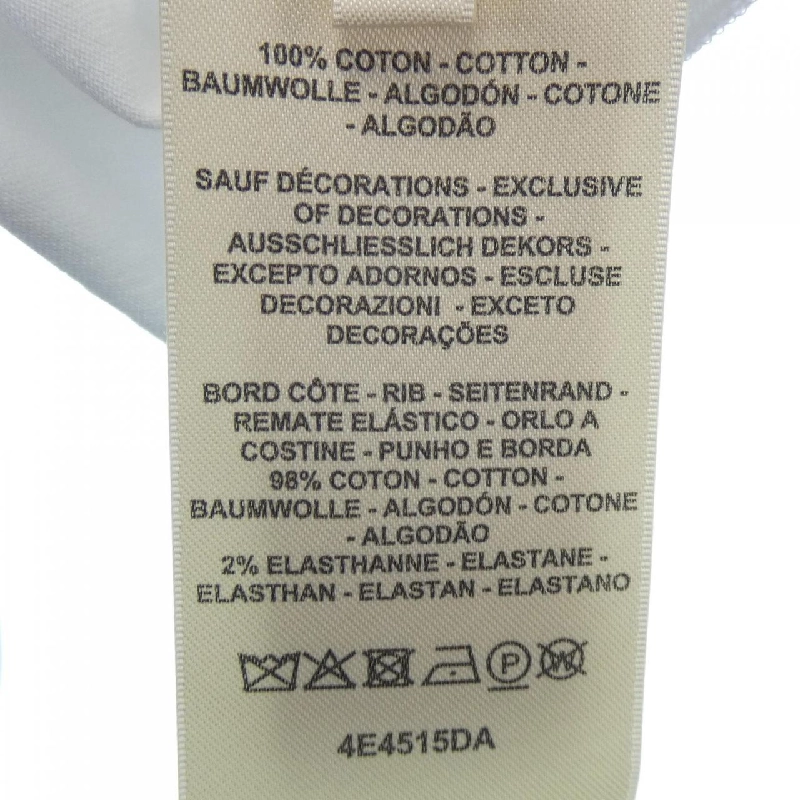 100% COTON - COTTON -
BAUMWOLLE - ALGODÓN - COTONE
- ALGODÃO
SAUF DÉCORATIONS - EXCLUSIVE
OF DECORATIONS -
AUSSCHLIESSLICH DEKORS -
EXCEPTO ADORNOS - ESCLUSE
DECORAZIONI - EXCETO
DECORAÇÕES
BORD CÔTE - RIB - SEITENRAND -
REMATE ELÁSTICO - ORLO A
COSTINE - PUNHO E BORDA
98% COTON - COTTON -
BAUMWOLLE - ALGODÓN - COTONE
- ALGODÃO
2% ELASTHANNE - ELASTANE -
ELASTHAN - ELASTAN - ELASTANO
P W
4E4515DA